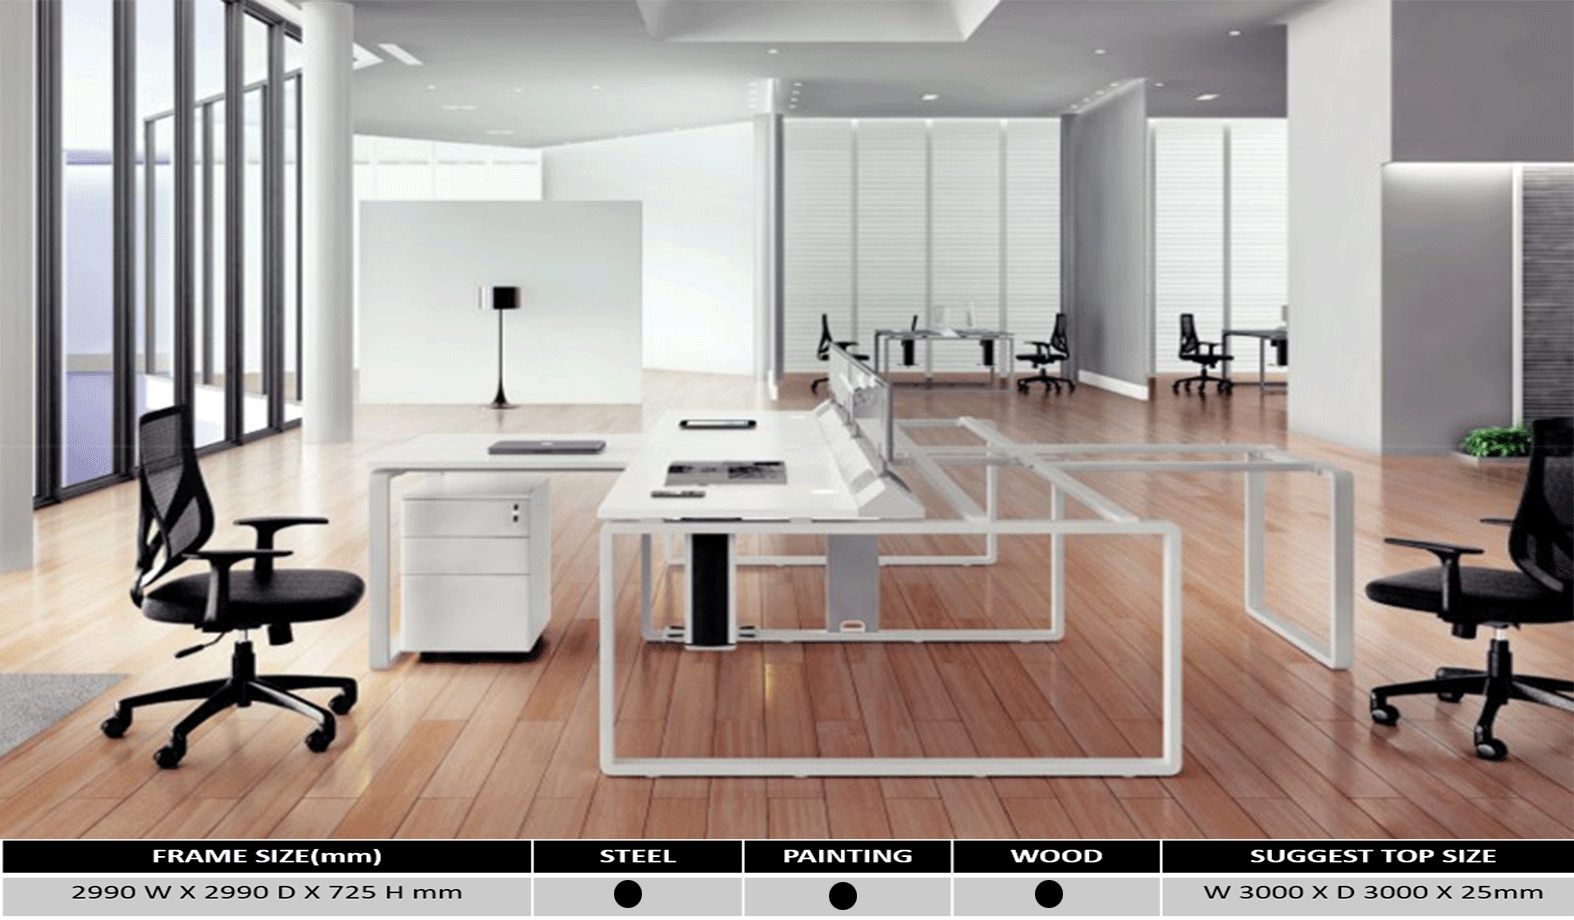 FRAME SIZE(mm) STEEL PAINTING WOOD SUGGEST TOP SIZE
2990 W X 2990 D X 725 H mm ● ● ● W 3000 X D 3000 X 25mm